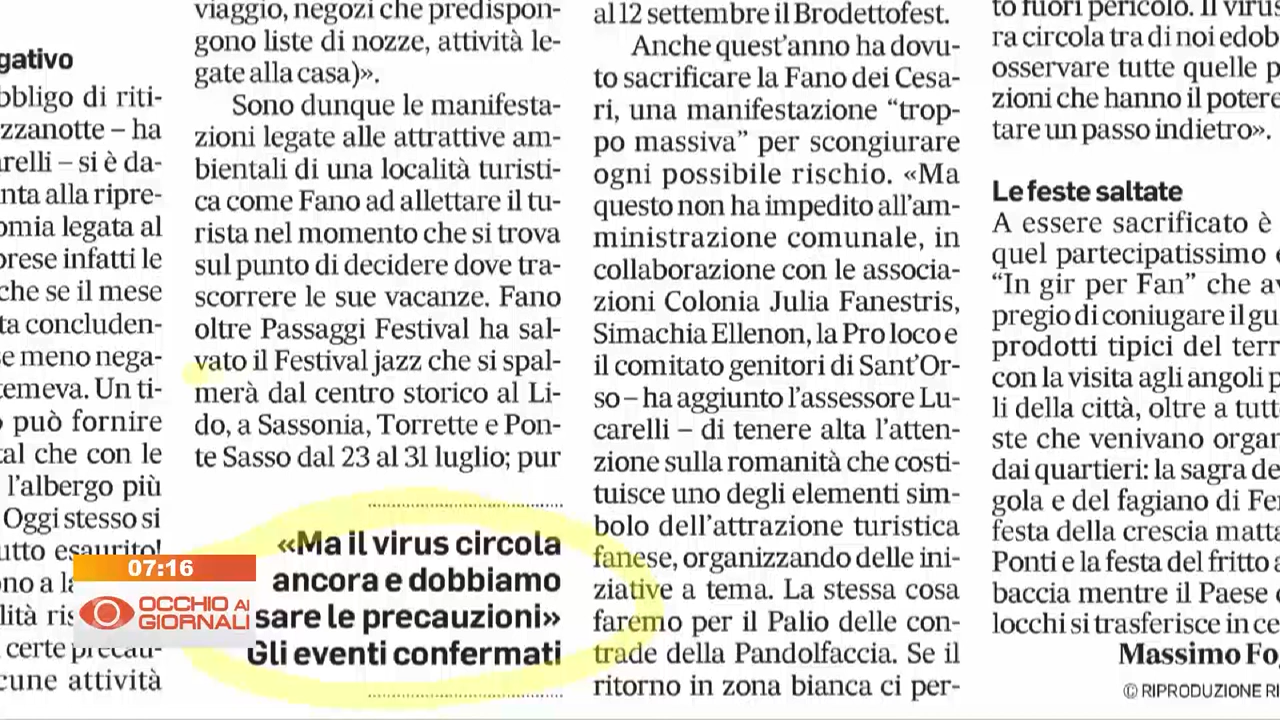 gativo
obbligo di riti-
zzanotte – ha
arelli – si è da-
nta alla ripre-
omia legata al
prese infatti le
che se il mese
ta concluden-
se meno nega-
temeva. Un ti-
può fornire
tal che con le
l'albergo più
Oggi stesso si
utto esaurito!
ono a la
lità ris
certe precau-
cune attività
viaggio, negozi che predispon-
gono liste di nozze, attività le-
gate alla casa)».
Sono dunque le manifesta-
zioni legate alle attrattive am-
bientali di una località turisti-
ca come Fano ad allettare il tu-
rista nel momento che si trova
sul punto di decidere dove tra-
scorrere le sue vacanze. Fano
oltre Passaggi Festival ha sal-
vato il Festival jazz che si spal-
merà dal centro storico al Li-
do, a Sassonia, Torrette e Pon-
te Sasso dal 23 al 31 luglio; pur
«Ma il virus circola
ancora e dobbiamo
sare le precauzioni»
Gli eventi confermati
al 12 settembre il Brodettofest.
Anche quest'anno ha dovu-
to sacrificare la Fano dei Cesa-
ri, una manifestazione “trop-
po massiva” per scongiurare
ogni possibile rischio. «Ma
questo non ha impedito all'am-
ministrazione comunale, in
collaborazione con le associa-
zioni Colonia Julia Fanestris,
Simachia Ellenon, la Pro loco e
il comitato genitori di Sant'Or-
so – ha aggiunto l'assessore Lu-
carelli – di tenere alta l'atten-
zione sulla romanità che costi-
tuisce uno degli elementi sim-
bolo dell'attrazione turistica
fanese, organizzando delle ini-
ziative a tema. La stessa cosa
faremo per il Palio delle con-
trade della Pandolfaccia. Se il
ritorno in zona bianca ci per-
to fuori pericolo. Il virus
ra circola tra di noi edobb
osservare tutte quelle p
zioni che hanno il potere
tare un passo indietro».
Le feste saltate
A essere sacrificato è
quel partecipatissimo e
“In gir per Fan” che av
pregio di coniugare il gu
prodotti tipici del terr
con la visita agli angoli p
li della città, oltre a tutt
ste che venivano organ
dai quartieri: la sagra de
gola e del fagiano di Fe
festa della crescia matta
Ponti e la festa del fritto a
baccia mentre il Paese
locchi si trasferisce in ce
Massimo Fo
© RIPRODUZIONE RI
07:16
OCCHIO AI
GIORNALI